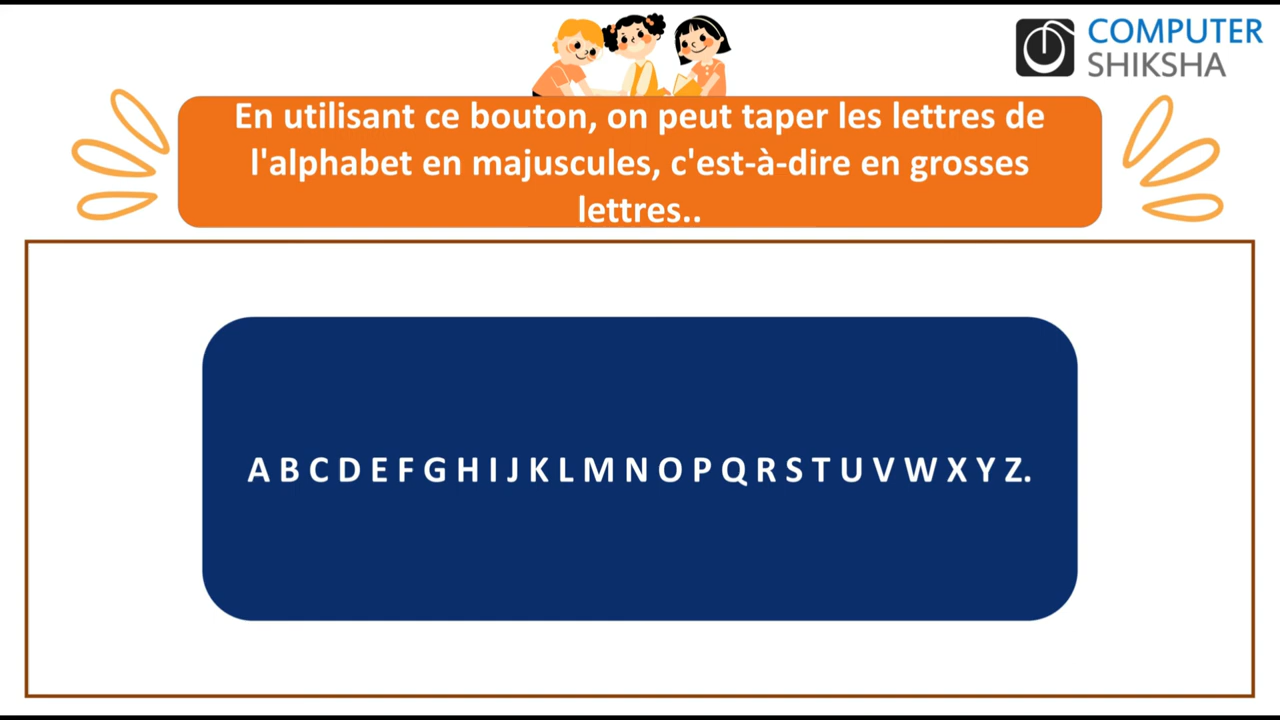 COMPUTER
SHIKSHA
En utilisant ce bouton, on peut taper les lettres de
l'alphabet en majuscules, c'est-à-dire en grosses
lettres..
A B C D E F G H I J K L M N O P Q R S T U V W X Y Z.